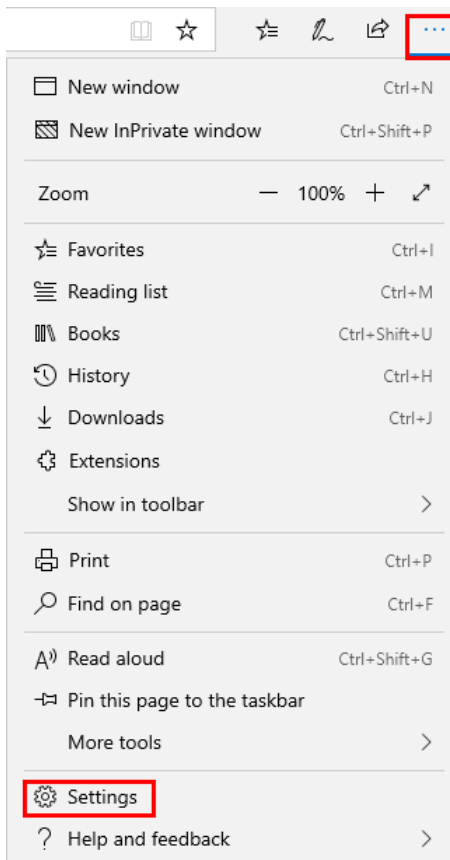 New window Ctrl+N
New InPrivate window Ctrl+Shift+P
Zoom — 100% +
Favorites Ctrl+I
Reading list Ctrl+M
Books Ctrl+Shift+U
History Ctrl+H
Downloads Ctrl+J
Extensions
Show in toolbar
Print Ctrl+P
Find on page Ctrl+F
Read aloud Ctrl+Shift+G
Pin this page to the taskbar
More tools
Settings
Help and feedback